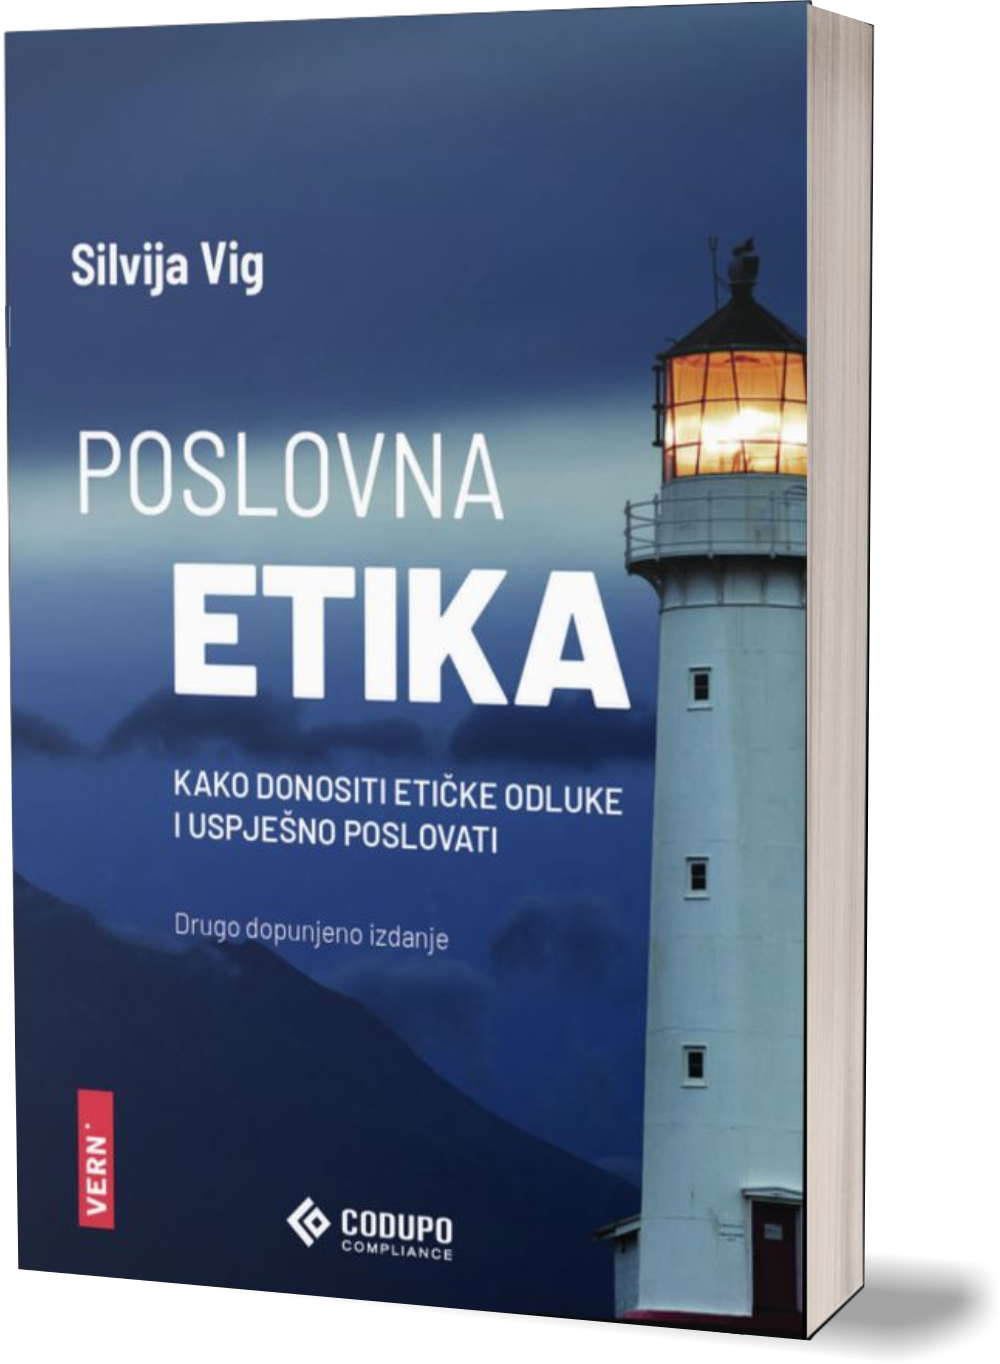 Silvija Vig
POSLOVNA
ETIKA
KAKO DONOSITI ETIČKE ODLUKE
I USPJEŠNO POSLOVATI
Drugo dopunjeno izdanje
VERN'
CODUPO
COMPLIANCE